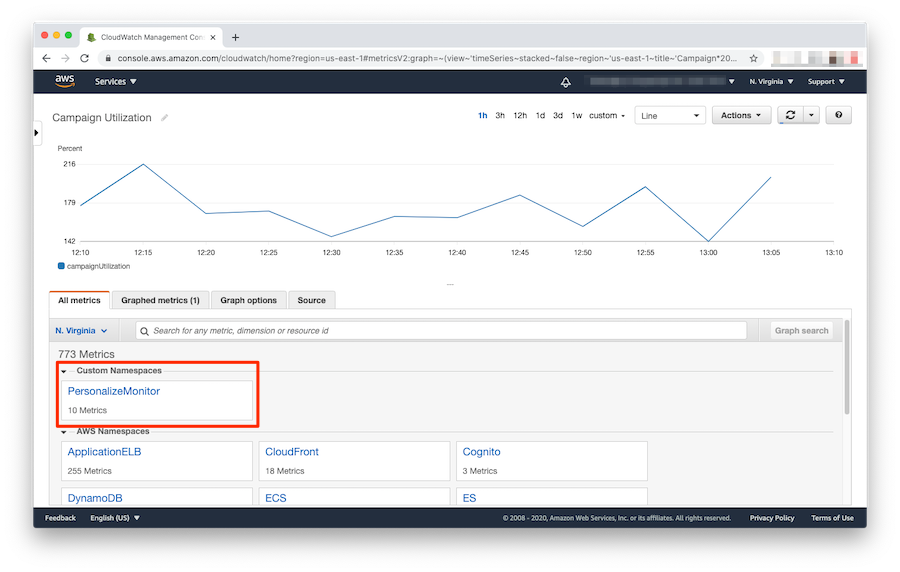 CloudWatch Management Con
console.aws.amazon.com/cloudwatch/home?region=us-east-1#metricsV2:graph=~(view='timeSeries~stacked~false~region='us-east-1~title='Campaign*20...
aws Services N. Virginia Support
Campaign Utilization 1h 3h 12h 1d 3d 1w custom Line Actions
Percent
216
179
142
12:10 12:15 12:20 12:25 12:30 12:35 12:40 12:45 12:50 12:55 13:00 13:05 13:10
campaignUtilization
All metrics Graphed metrics (1) Graph options Source
N. Virginia Search for any metric, dimension or resource id Graph search
773 Metrics
Custom Namespaces
PersonalizeMonitor
10 Metrics
AWS Namespaces
ApplicationELB CloudFront Cognito
255 Metrics 18 Metrics 3 Metrics
DynamoDB ECS ES
Feedback English (US) © 2008 - 2020, Amazon Web Services, Inc. or its affiliates. All rights reserved. Privacy Policy Terms of Use